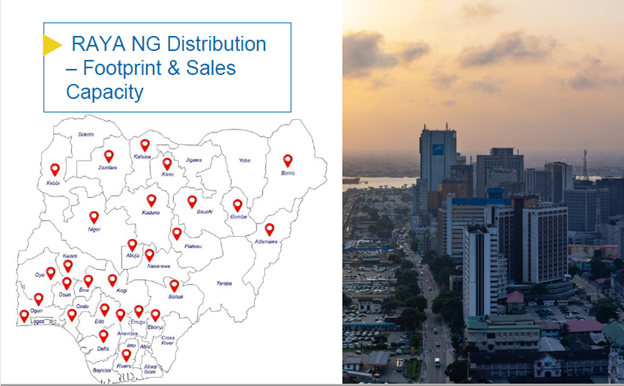 RAYA NG Distribution
– Footprint & Sales
Capacity
Sokoto
Katsina
Zamfara
Kano
Jigawa
Yobe
Borno
Kebbi
Kaduna
Bauchi
Gombe
Niger
Adamawa
Abuja
Plateau
Nasarawa
Kwara
Oyo
Ekiti
Kogi
Benue
Taraba
Osun
Ogun
Ondo
Lagos
Edo
Enugu
Ebonyi
Anambra
Cross
River
Delta
Imo
Abia
Bayelsa
Rivers
Akwa
Ibom